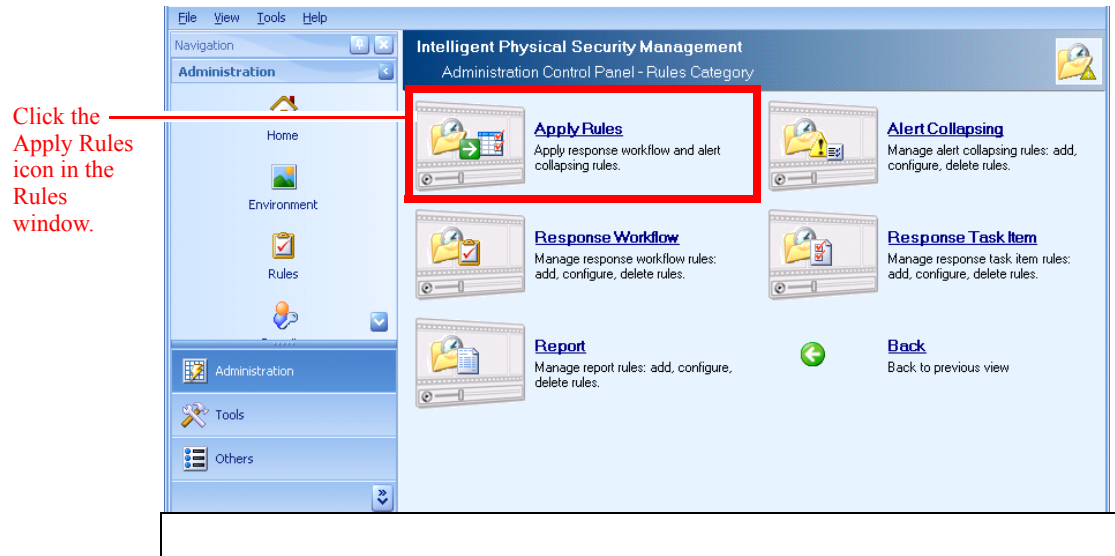 File View Tools Help
Navigation
Administration
Home
Environment
Rules
Administration
Tools
Others
Click the
Apply Rules
icon in the
Rules
window.
Intelligent Physical Security Management
Administration Control Panel - Rules Category
Apply Rules
Apply response workflow and alert
collapsing rules.
Alert Collapsing
Manage alert collapsing rules: add,
configure, delete rules.
Response Workflow
Manage response workflow rules:
add, configure, delete rules.
Response Task Item
Manage response task item rules:
add, configure, delete rules.
Report
Manage report rules: add, configure,
delete rules.
Back
Back to previous view